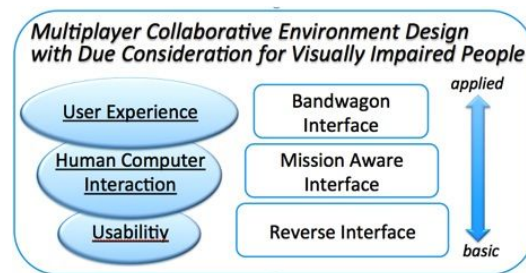 Multiplayer Collaborative Environment Design
with Due Consideration for Visually Impaired People
applied
User Experience
Bandwagon
Interface
Human Computer
Interaction
Mission Aware
Interface
Usabilitiy
Reverse Interface
basic